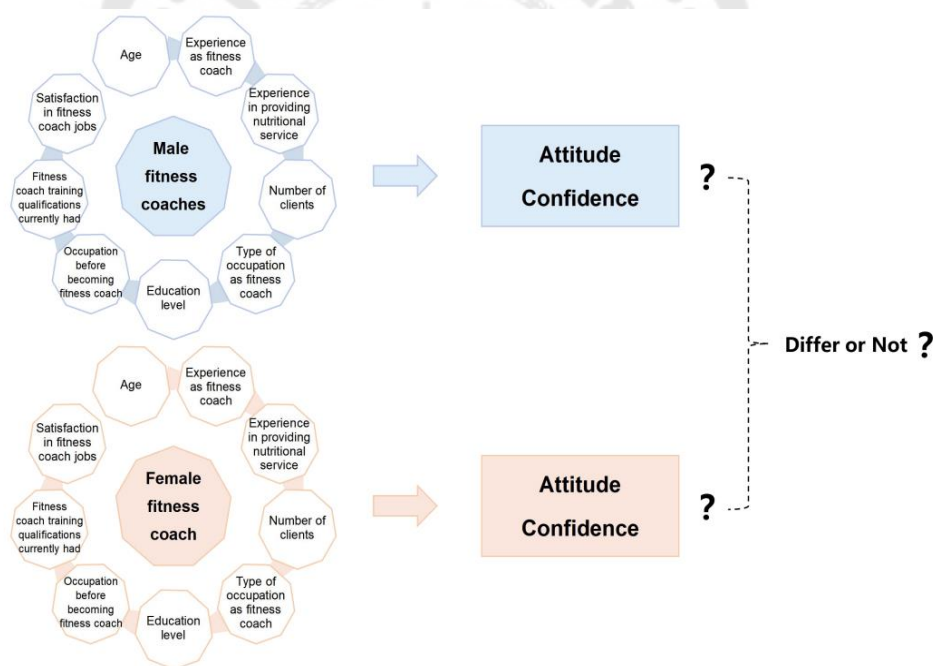 Age
Experience
as fitness
coach
Experience
in providing
nutritional
service
Number of
clients
Type of
occupation
as fitness
coach
Education
level
Occupation
before
becoming
fitness coach
Fitness
coach training
qualifications
currently had
Satisfaction
in fitness
coach jobs
Male
fitness
coaches
Attitude
Confidence
?
Differ or Not ?
Age
Experience
as fitness
coach
Experience
in providing
nutritional
service
Number of
clients
Type of
occupation
as fitness
coach
Education
level
Occupation
before
becoming
fitness coach
Fitness
coach training
qualifications
currently had
Satisfaction
in fitness
coach jobs
Female
fitness
coach
Attitude
Confidence
?